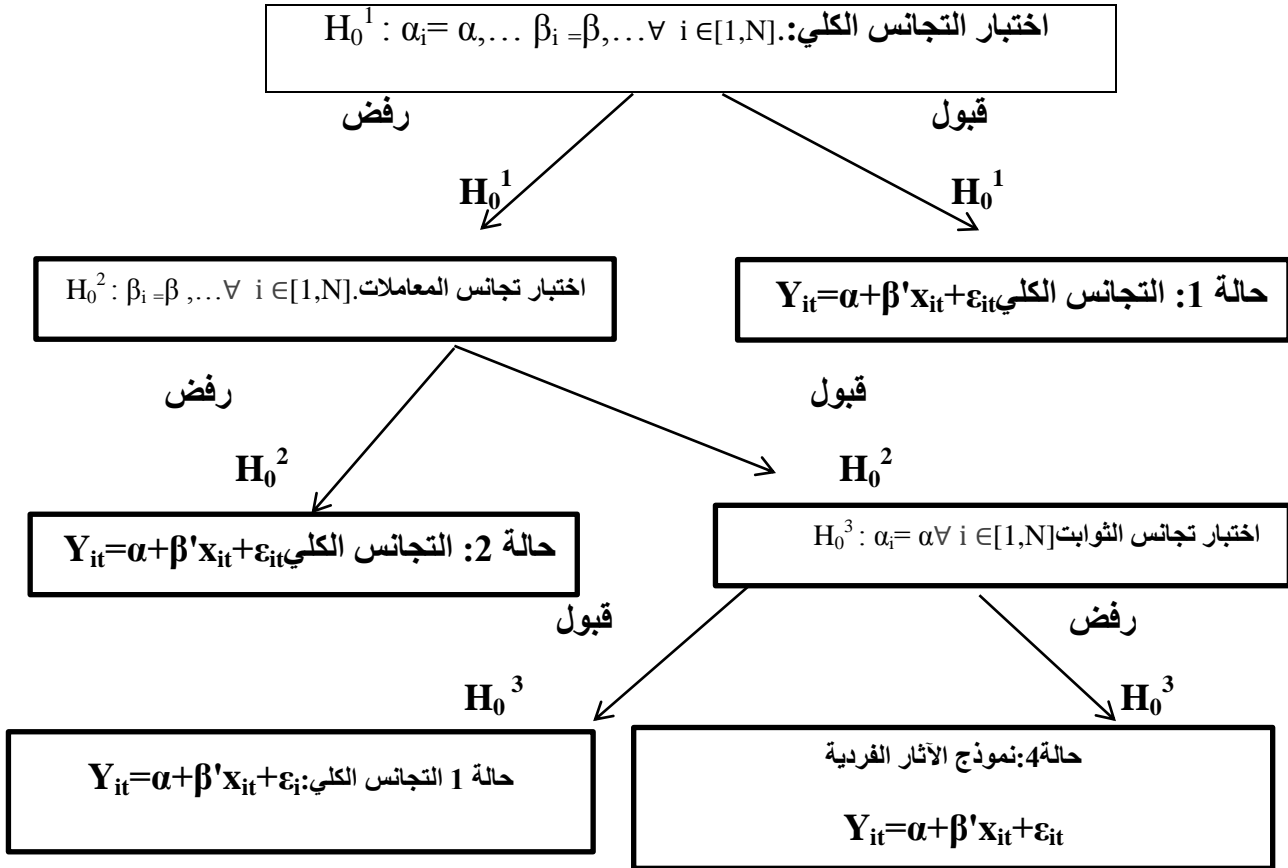 اختبار التجانس الكلي:.H₀¹ : αᵢ= α,… βᵢ ₌β,…∀ i ∈[1,N]
قبول
رفض
H₀¹
H₀¹
حالة 1: التجانس الكليYᵢₜ=α+β'xᵢₜ+εᵢₜ
اختبار تجانس المعاملات.H₀² : βᵢ ₌β ,…∀ i ∈[1,N]
قبول
رفض
H₀²
H₀²
اختبار تجانس الثوابتH₀³ : αᵢ= α∀ i ∈[1,N]
حالة 2: التجانس الكليYᵢₜ=α+β'xᵢₜ+εᵢₜ
رفض
قبول
H₀³
H₀ ³
حالة4:نموذج الآثار الفردية
Yᵢₜ=α+β'xᵢₜ+εᵢₜ
حالة 1 التجانس الكلي:Yᵢₜ=α+β'xᵢₜ+εᵢ